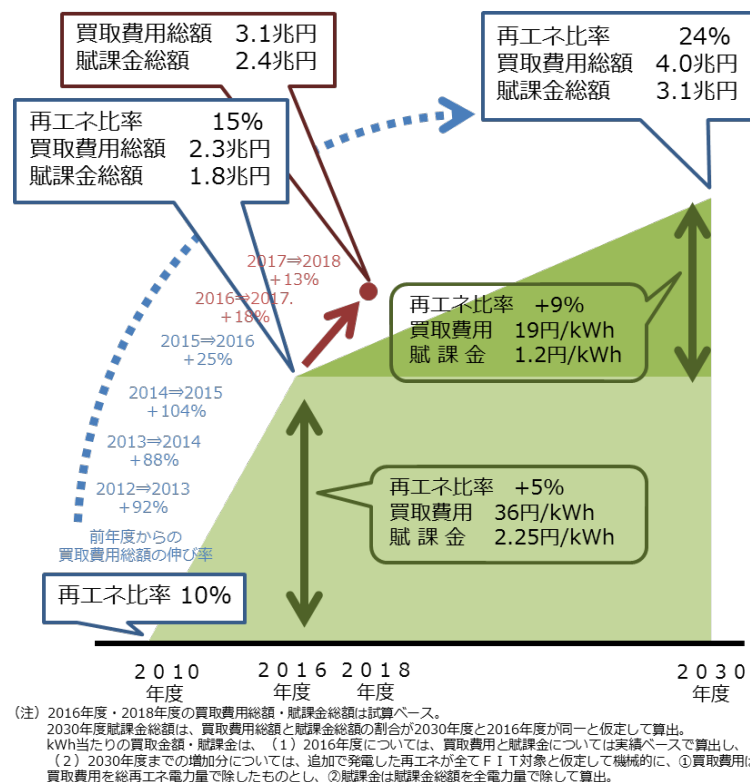 買取費用総額 3.1兆円
賦課金総額 2.4兆円
再エネ比率 24%
買取費用総額 4.0兆円
賦課金総額 3.1兆円
再エネ比率 15%
買取費用総額 2.3兆円
賦課金総額 1.8兆円
2017⇒2018
+13%
2016⇒2017.
+18%
2015⇒2016
+25%
2014⇒2015
+104%
2013⇒2014
+88%
2012⇒2013
+92%
前年度からの
買取費用総額の伸び率
再エネ比率 +9%
買取費用 19円/kWh
賦 課 金 1.2円/kWh
再エネ比率 +5%
買取費用 36円/kWh
賦 課 金 2.25円/kWh
再エネ比率 10%
2010 2016 2018 2030
年度 年度 年度 年度
(注) 2016年度・2018年度の買取費用総額・賦課金総額は試算ベース。
2030年度賦課金総額は、買取費用総額と賦課金総額の割合が2030年度と2016年度が同一と仮定して算出。
kWh当たりの買取金額・賦課金は、(1)2016年度については、買取費用と賦課金については実績ベースで算出し、
(2)2030年度までの増加分については、追加で発電した再エネが全てFIT対象と仮定して機械的に、①買取費用は
買取費用を総再エネ電力量で除したものとし、②賦課金は賦課金総額を全電力量で除して算出。